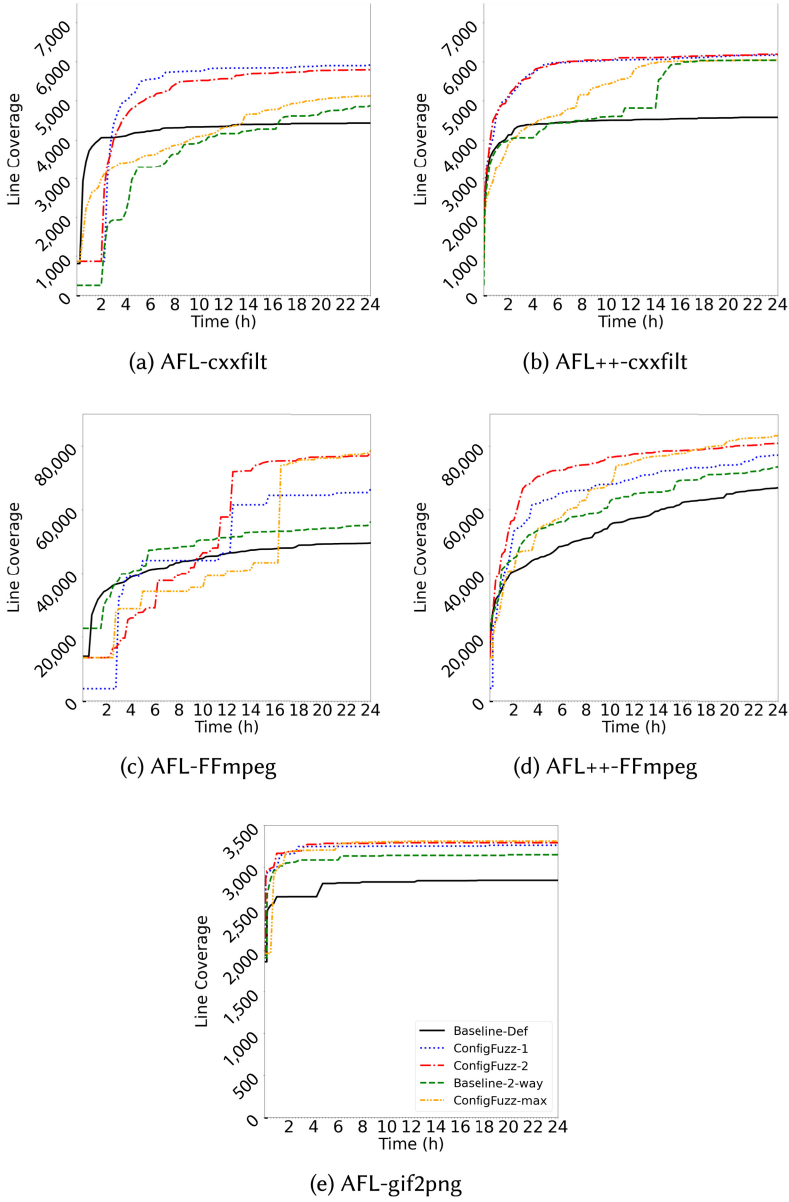 7,000
6,000
5,000
4,000
3,000
2,000
1,000
0
Line Coverage
2 4 6 8 10 12 14 16 18 20 22 24
Time (h)
(a) AFL-cxxfilt
7,000
6,000
5,000
4,000
3,000
2,000
1,000
0
Line Coverage
2 4 6 8 10 12 14 16 18 20 22 24
Time (h)
(b) AFL++-cxxfilt
80,000
60,000
40,000
20,000
0
Line Coverage
2 4 6 8 10 12 14 16 18 20 22 24
Time (h)
(c) AFL-FFmpeg
80,000
60,000
40,000
20,000
0
Line Coverage
2 4 6 8 10 12 14 16 18 20 22 24
Time (h)
(d) AFL++-FFmpeg
3,500
3,000
2,500
2,000
1,500
1,000
500
0
Line Coverage
Baseline-Def
ConfigFuzz-1
ConfigFuzz-2
Baseline-2-way
ConfigFuzz-max
2 4 6 8 10 12 14 16 18 20 22 24
Time (h)
(e) AFL-gif2png